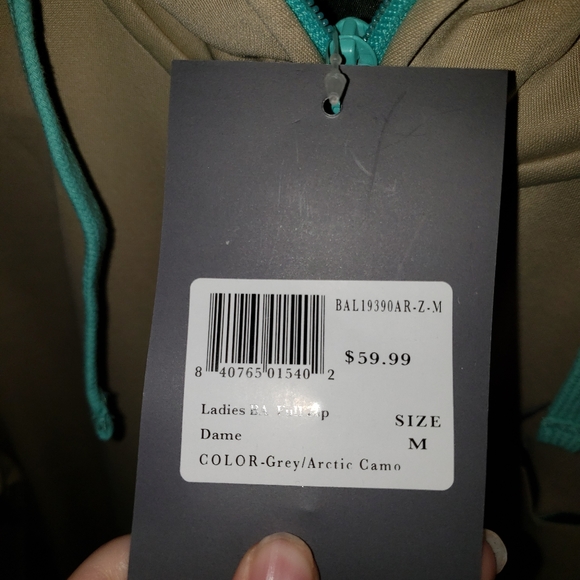 BAL19390AR-Z-M
$59.99
8 40765 01540 2
Ladies
SIZE
Dame
M
COLOR-Grey/Arctic Camo